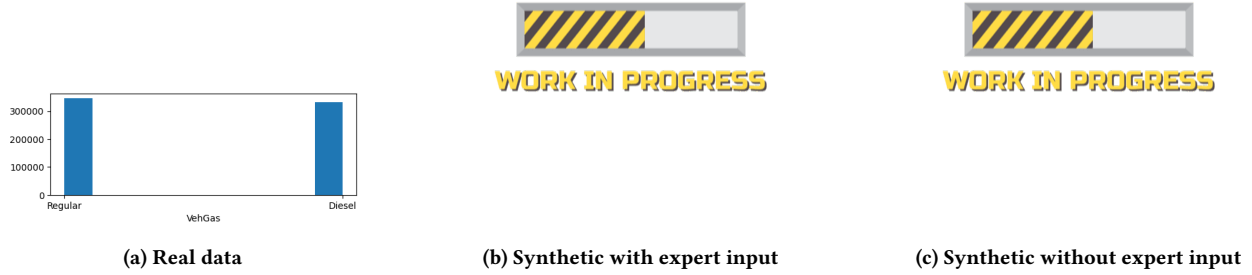 WORK IN PROGRESS
WORK IN PROGRESS
300000
200000
100000
0
Regular
Diesel
VehGas
(a) Real data
(b) Synthetic with expert input
(c) Synthetic without expert input